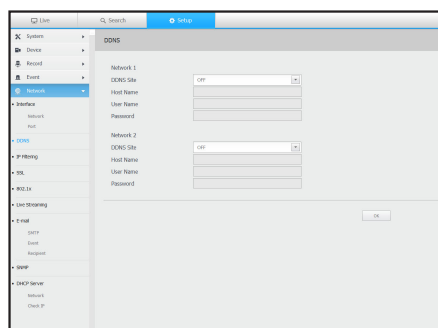 Live
Search
Setup
System
Device
Record
Event
Network
Interface
Network
Port
DDNS
IP Filtering
SSL
802.1x
Live Streaming
E-mail
SMTP
Event
Recipient
SNMP
DHCP Server
Network
Check IP
DDNS
Network 1
DDNS Site OFF
Host Name
User Name
Password
Network 2
DDNS Site OFF
Host Name
User Name
Password
OK